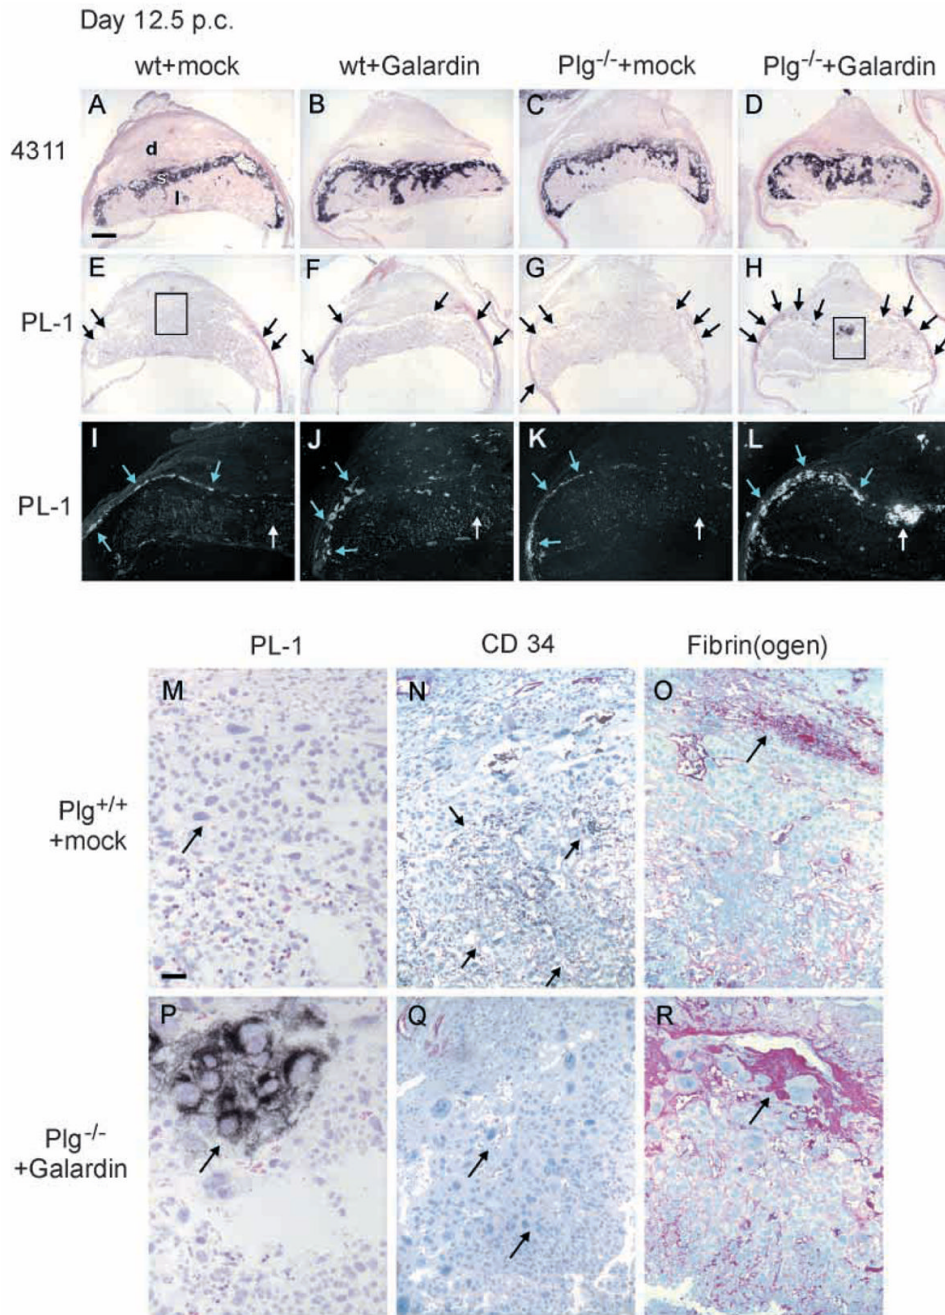 Day 12.5 p.c.
wt+mock wt+Galardin Plg-/-+mock Plg-/-+Galardin
4311
A B C D
d
s
l
PL-1
E F G H
PL-1
I J K L
PL-1 CD 34 Fibrin(ogen)
M N O
Plg+/+
+mock
P Q R
Plg-/-
+Galardin